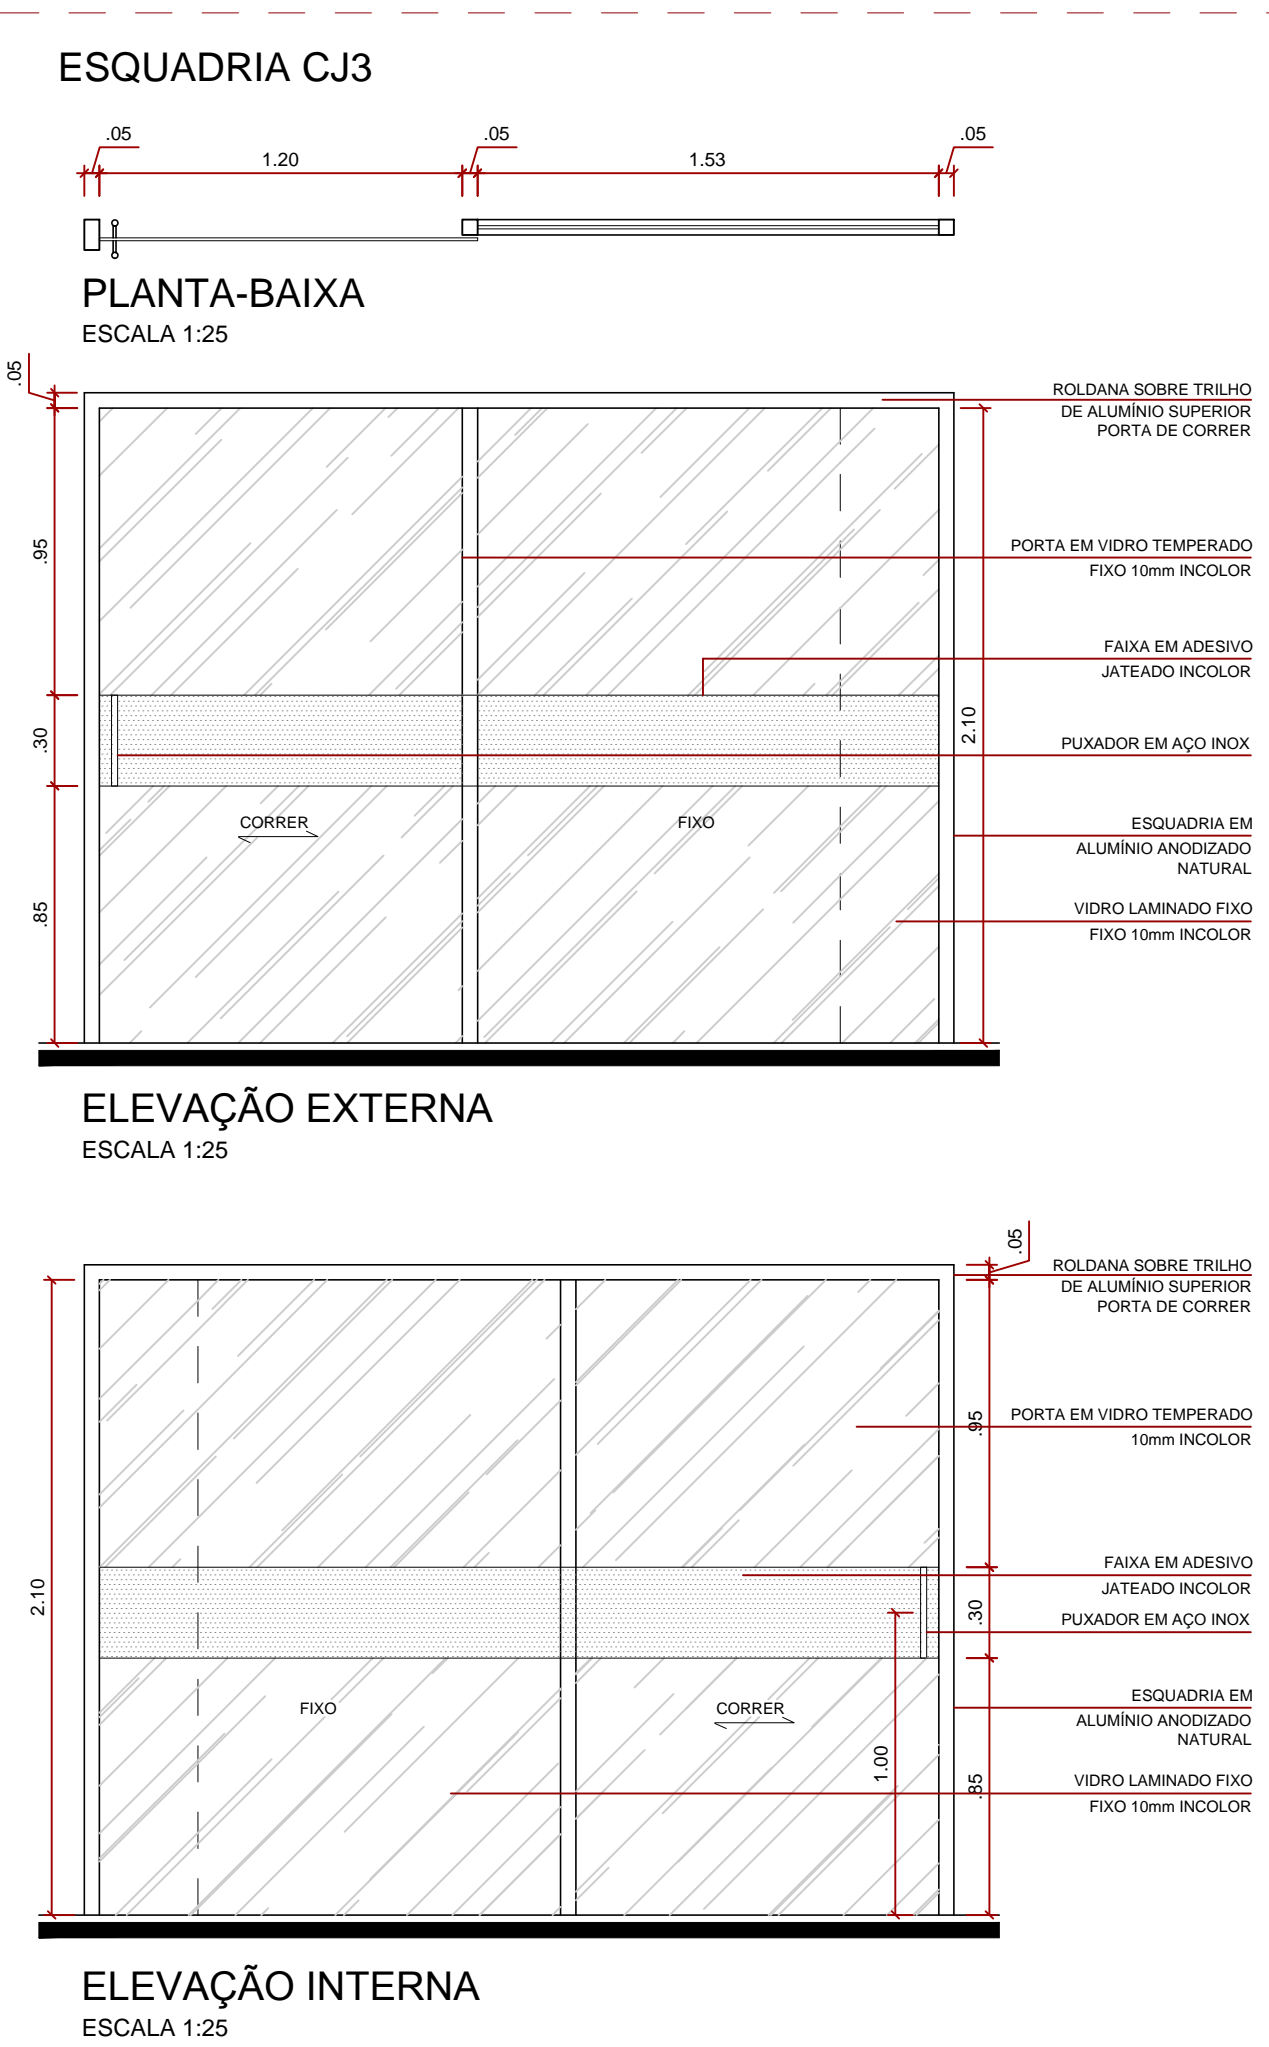 ESQUADRIA CJ3
.05
.05
.05
1.20
1.53
PLANTA-BAIXA
ESCALA 1:25
.05
ROLDANA SOBRE TRILHO
DE ALUMÍNIO SUPERIOR
PORTA DE CORRER
.95
PORTA EM VIDRO TEMPERADO
FIXO 10mm INCOLOR
FAIXA EM ADESIVO
JATEADO INCOLOR
.30
2.10
PUXADOR EM AÇO INOX
CORRER
FIXO
ESQUADRIA EM
ALUMÍNIO ANODIZADO
NATURAL
.85
VIDRO LAMINADO FIXO
FIXO 10mm INCOLOR
ELEVAÇÃO EXTERNA
ESCALA 1:25
.05
ROLDANA SOBRE TRILHO
DE ALUMÍNIO SUPERIOR
PORTA DE CORRER
.95
PORTA EM VIDRO TEMPERADO
10mm INCOLOR
FAIXA EM ADESIVO
JATEADO INCOLOR
2.10
.30
PUXADOR EM AÇO INOX
FIXO
CORRER
ESQUADRIA EM
ALUMÍNIO ANODIZADO
NATURAL
1.00
.85
VIDRO LAMINADO FIXO
FIXO 10mm INCOLOR
ELEVAÇÃO INTERNA
ESCALA 1:25